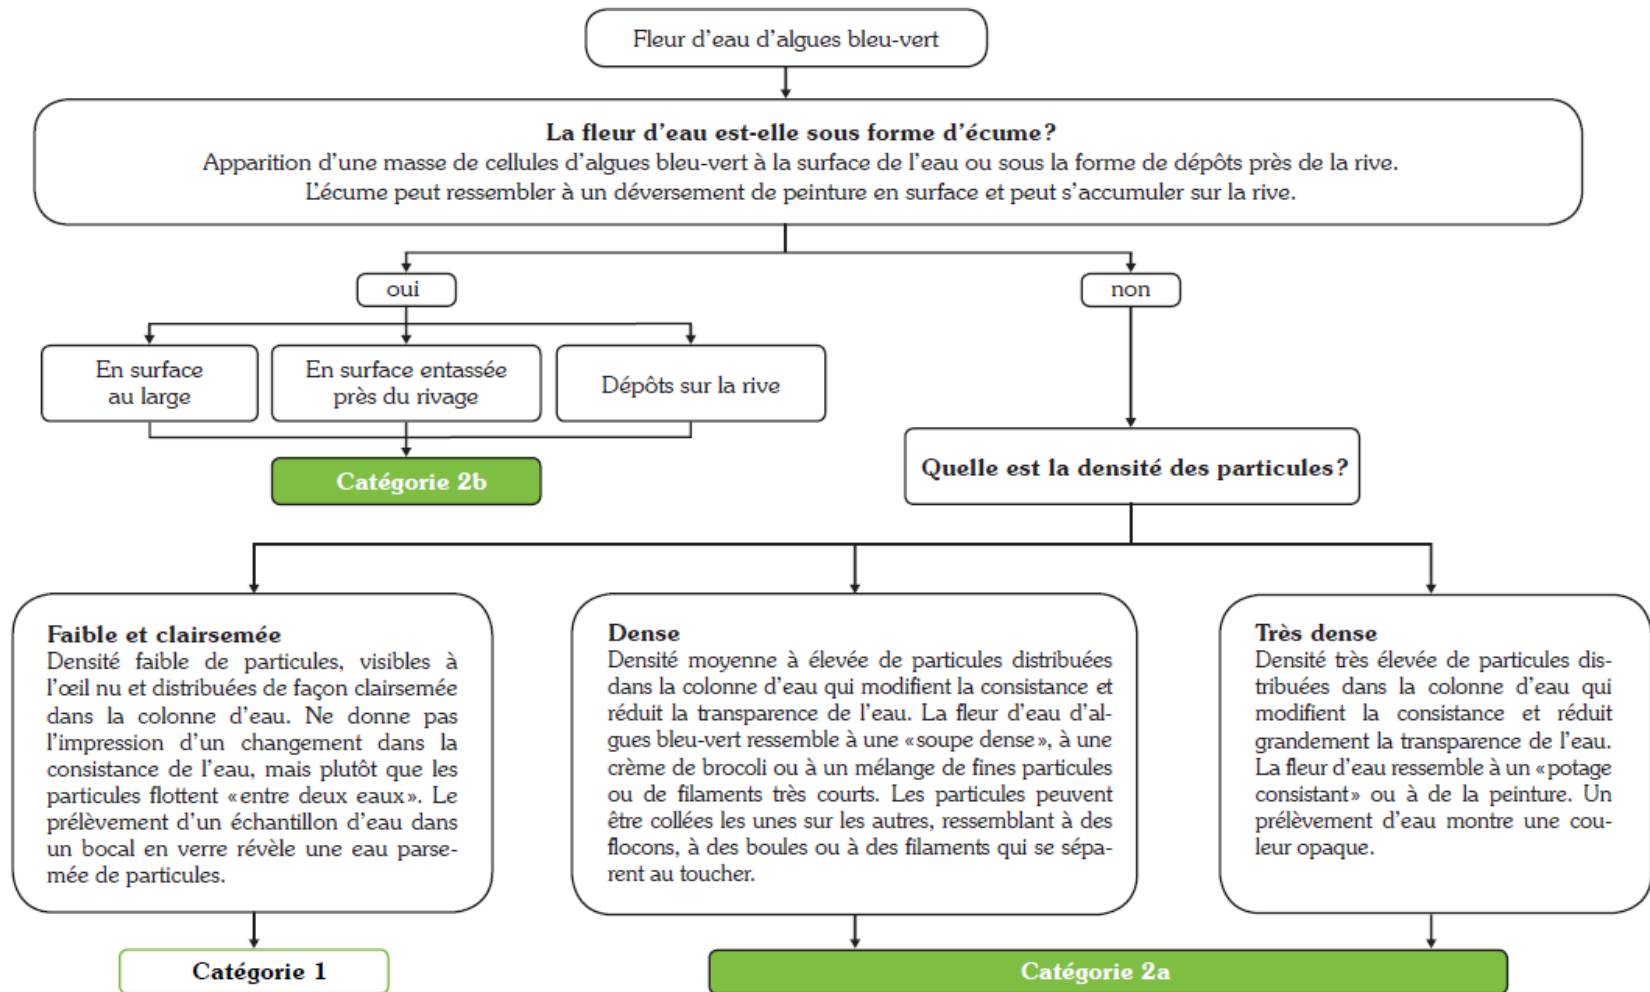 Fleur d'eau d'algues bleu-vert
La fleur d'eau est-elle sous forme d'écume?
Apparition d'une masse de cellules d'algues bleu-vert à la surface de l'eau ou sous la forme de dépôts près de la rive.
L'écume peut ressembler à un déversement de peinture en surface et peut s'accumuler sur la rive.
oui
non
En surface
au large
En surface entassée
près du rivage
Dépôts sur la rive
Catégorie 2b
Quelle est la densité des particules?
Faible et clairsemée
Densité faible de particules, visibles à
l'œil nu et distribuées de façon clairsemée
dans la colonne d'eau. Ne donne pas
l'impression d'un changement dans la
consistance de l'eau, mais plutôt que les
particules flottent «entre deux eaux». Le
prélèvement d'un échantillon d'eau dans
un bocal en verre révèle une eau parse-
mée de particules.
Dense
Densité moyenne à élevée de particules distribuées
dans la colonne d'eau qui modifient la consistance et
réduit la transparence de l'eau. La fleur d'eau d'al-
gues bleu-vert ressemble à une «soupe dense», à une
crème de brocoli ou à un mélange de fines particules
ou de filaments très courts. Les particules peuvent
être collées les unes sur les autres, ressemblant à des
flocons, à des boules ou à des filaments qui se sépa-
rent au toucher.
Très dense
Densité très élevée de particules dis-
tribuées dans la colonne d'eau qui
modifient la consistance et réduit
grandement la transparence de l'eau.
La fleur d'eau ressemble à un «potage
consistant» ou à de la peinture. Un
prélèvement d'eau montre une cou-
leur opaque.
Catégorie 1
Catégorie 2a